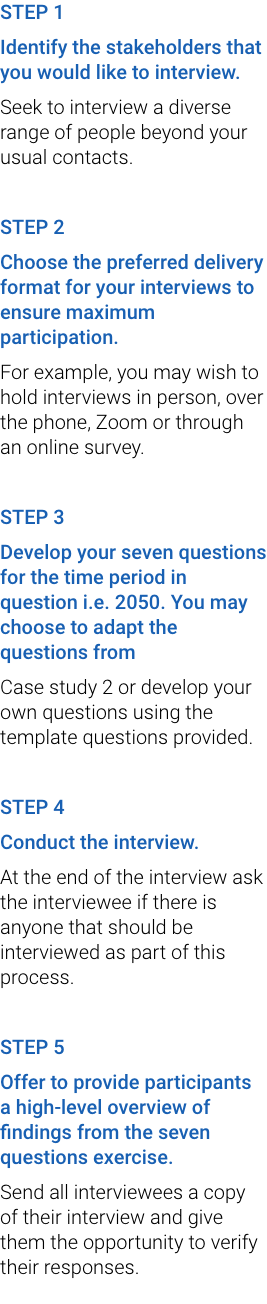 STEP 1
Identify the stakeholders that
you would like to interview.
Seek to interview a diverse
range of people beyond your
usual contacts.
STEP 2
Choose the preferred delivery
format for your interviews to
ensure maximum
participation.
For example, you may wish to
hold interviews in person, over
the phone, Zoom or through
an online survey.
STEP 3
Develop your seven questions
for the time period in
question i.e. 2050. You may
choose to adapt the
questions from
Case study 2 or develop your
own questions using the
template questions provided.
STEP 4
Conduct the interview.
At the end of the interview ask
the interviewee if there is
anyone that should be
interviewed as part of this
process.
STEP 5
Offer to provide participants
a high-level overview of
findings from the seven
questions exercise.
Send all interviewees a copy
of their interview and give
them the opportunity to verify
their responses.